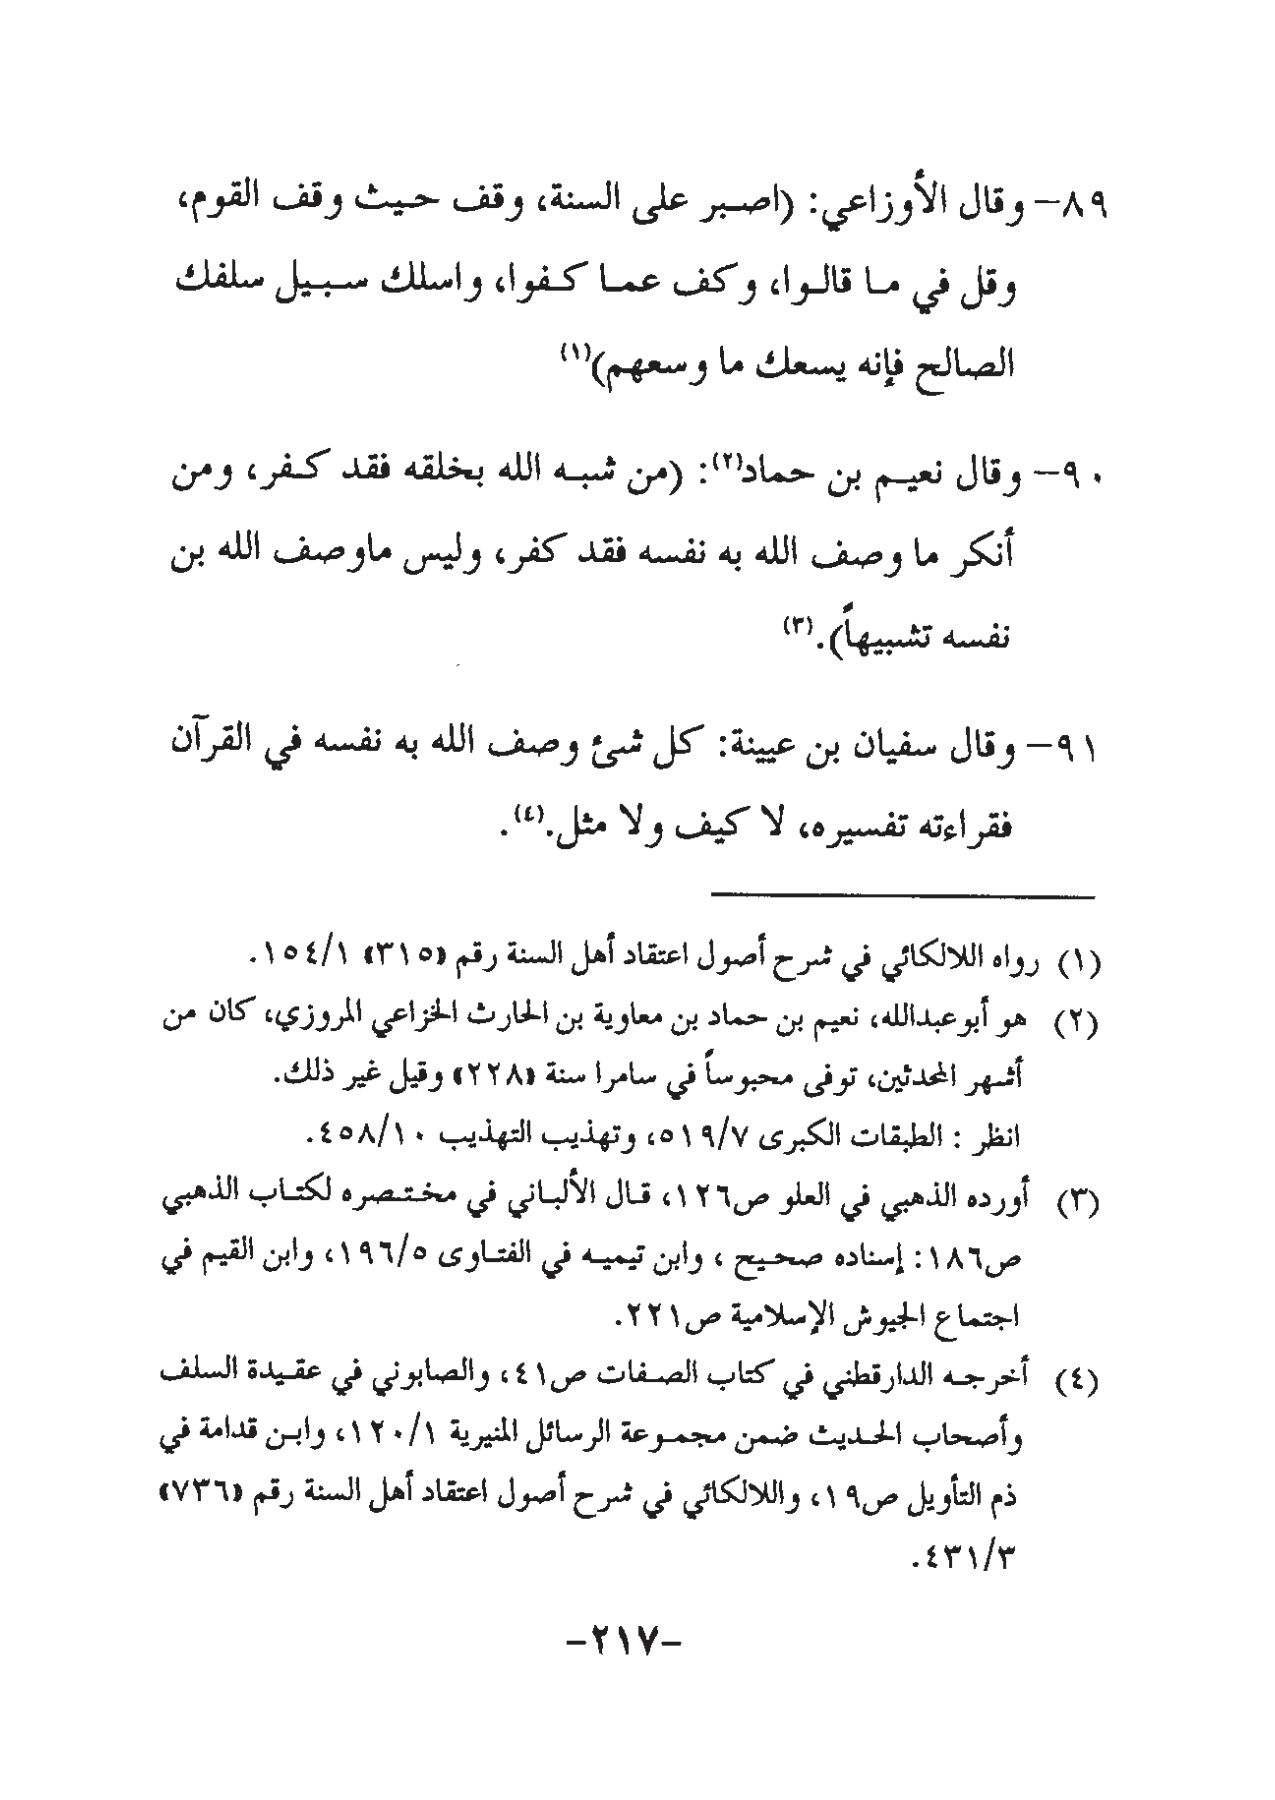 ٨٩- وقال الأوزاعي: (اصبر على السنة، وقف حيث وقف القوم،
وقل في ما قالوا، وكف عما كفوا، واسلك سبيل سلفك
الصالح فإنه يسعك ما وسعهم)(١)
٩٠- وقال نعيم بن حماد(٢): (من شبه الله بخلقه فقد كفر، ومن
أنكر ما وصف الله به نفسه فقد كفر، وليس ماوصف الله بن
نفسه تشبيهاً).(٣)
٩١- وقال سفيان بن عيينة: كل شئ وصف الله به نفسه في القرآن
فقراءته تفسيره، لا كيف ولا مثل.(٤).
(١) رواه اللالكائي في شرح أصول اعتقاد أهل السنة رقم «٣١٥» ١/١٥٤.
(٢) هو أبوعبدالله، نعيم بن حماد بن معاوية بن الحارث الخزاعي المروزي، كان من
أشهر المحدثين، توفى محبوساً في سامرا سنة «٢٢٨» وقيل غير ذلك.
انظر : الطبقات الكبرى ٧/٥١٩، وتهذيب التهذيب ١٠/٤٥٨.
(٣) أورده الذهبي في العلو ص١٢٦، قال الألباني في مختصره لكتاب الذهبي
ص١٨٦: إسناده صحيح ، وابن تيميه في الفتاوى ٥/١٩٦، وابن القيم في
اجتماع الجيوش الإسلامية ص٢٢١.
(٤) أخرجه الدارقطني في كتاب الصفات ص٤١، والصابوني في عقيدة السلف
وأصحاب الحديث ضمن مجموعة الرسائل المنيرية ١/١٢٠، وابن قدامة في
ذم التأويل ص١٩، واللالكائي في شرح أصول اعتقاد أهل السنة رقم «٧٣٦»
٣/٤٣١.
-٢١٧-